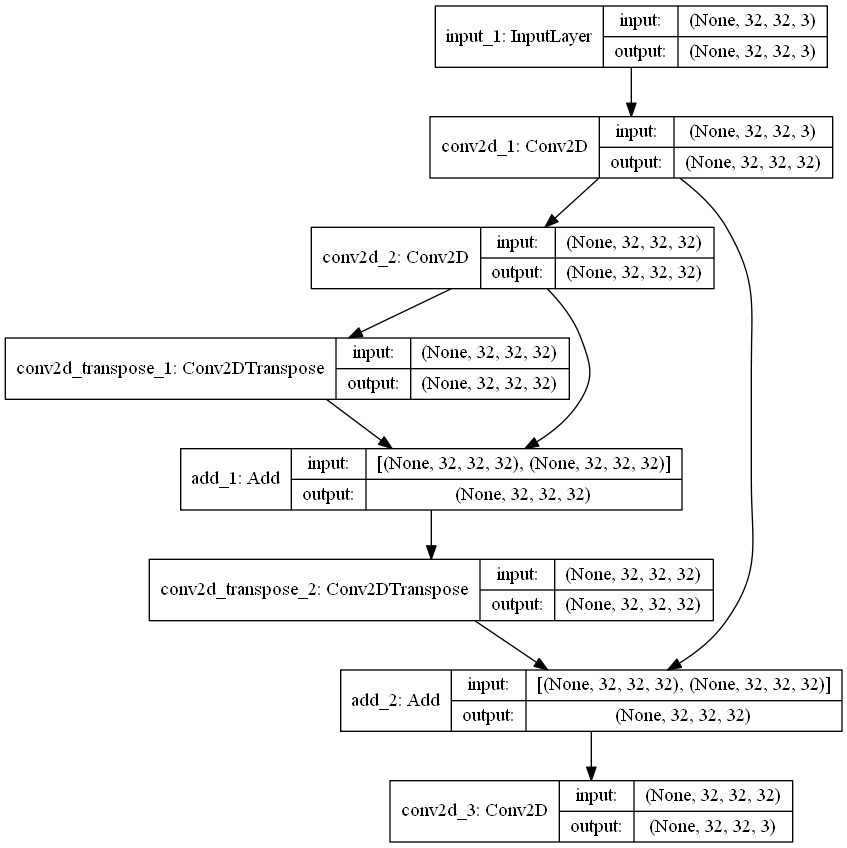 input_1: InputLayer
input: (None, 32, 32, 3)
output: (None, 32, 32, 3)
conv2d_1: Conv2D
input: (None, 32, 32, 3)
output: (None, 32, 32, 32)
conv2d_2: Conv2D
input: (None, 32, 32, 32)
output: (None, 32, 32, 32)
conv2d_transpose_1: Conv2DTranspose
input: (None, 32, 32, 32)
output: (None, 32, 32, 32)
add_1: Add
input: [(None, 32, 32, 32), (None, 32, 32, 32)]
output: (None, 32, 32, 32)
conv2d_transpose_2: Conv2DTranspose
input: (None, 32, 32, 32)
output: (None, 32, 32, 32)
add_2: Add
input: [(None, 32, 32, 32), (None, 32, 32, 32)]
output: (None, 32, 32, 32)
conv2d_3: Conv2D
input: (None, 32, 32, 32)
output: (None, 32, 32, 3)